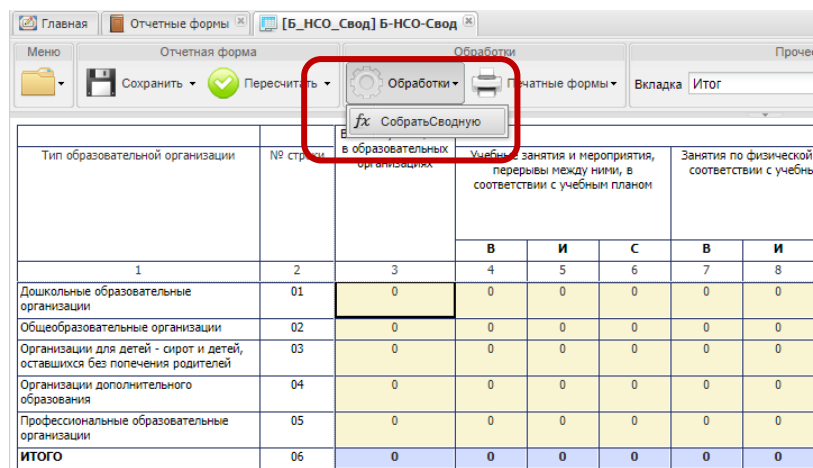 Главная Отчетные формы [Б_НСО_Свод] Б-НСО-Свод
Меню Отчетная форма Обработки Проче
Сохранить Пересчитать Обработки Печатные формы Вкладка Итог
fx СобратьСводную
Тип образовательной организации № строки в образовательных организациях Учебные занятия и мероприятия, Занятия по физической
перерывы между ними, в соответствии с учебн
соответствии с учебным планом
В И С В И
1 2 3 4 5 6 7 8
Дошкольные образовательные 01 0 0 0 0 0 0
организации
Общеобразовательные организации 02 0 0 0 0 0 0
Организации для детей - сирот и детей, 03 0 0 0 0 0 0
оставшихся без попечения родителей
Организации дополнительного 04 0 0 0 0 0 0
образования
Профессиональные образовательные 05 0 0 0 0 0 0
организации
ИТОГО 06 0 0 0 0 0 0